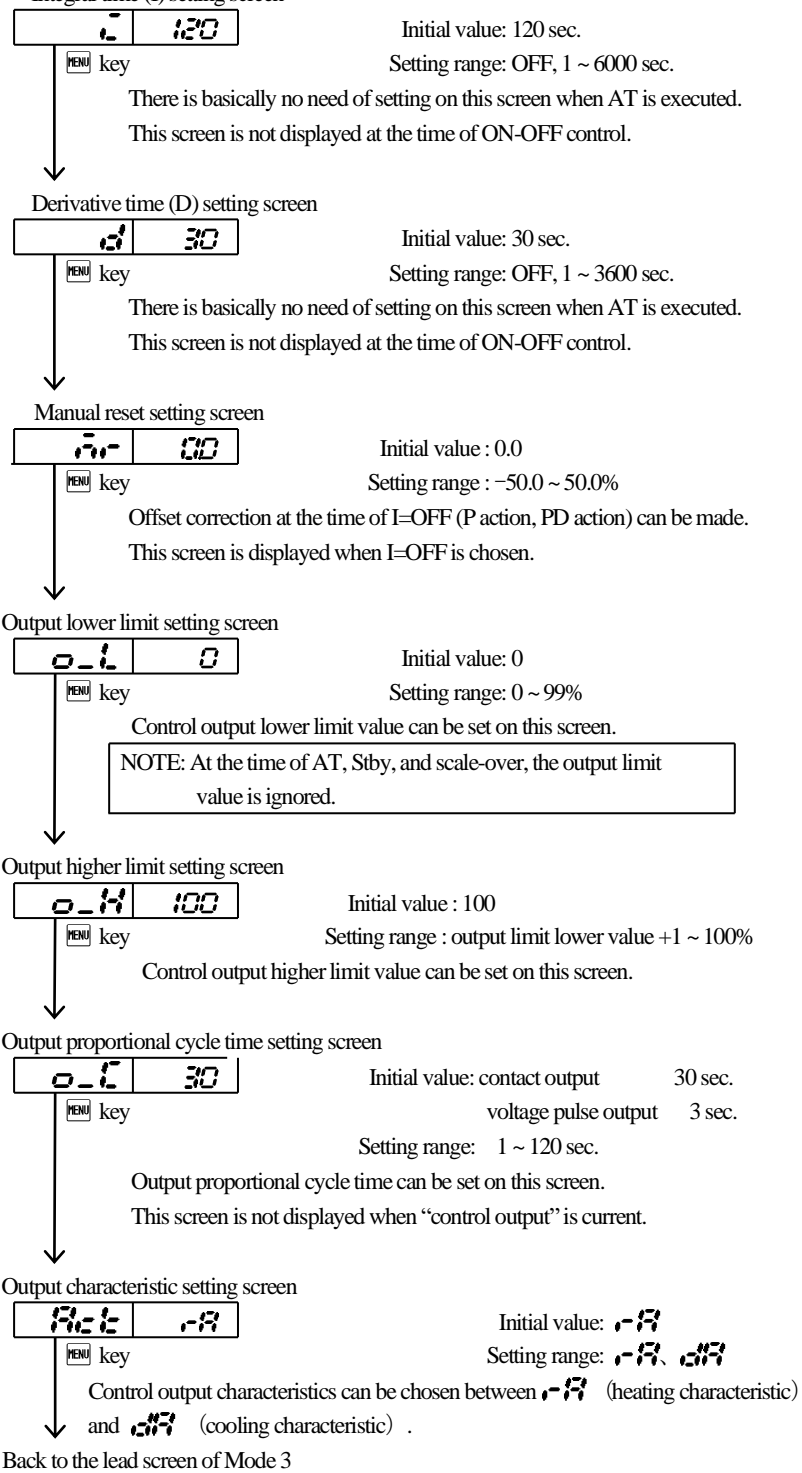 Integral time (I) setting screen
i 120 Initial value: 120 sec.
MENU key Setting range: OFF, 1 ~ 6000 sec.
There is basically no need of setting on this screen when AT is executed.
This screen is not displayed at the time of ON-OFF control.
Derivative time (D) setting screen
d 30 Initial value: 30 sec.
MENU key Setting range: OFF, 1 ~ 3600 sec.
There is basically no need of setting on this screen when AT is executed.
This screen is not displayed at the time of ON-OFF control.
Manual reset setting screen
r 0.0 Initial value : 0.0
MENU key Setting range : −50.0 ~ 50.0%
Offset correction at the time of I=OFF (P action, PD action) can be made.
This screen is displayed when I=OFF is chosen.
Output lower limit setting screen
o_L 0 Initial value: 0
MENU key Setting range: 0 ~ 99%
Control output lower limit value can be set on this screen.
NOTE: At the time of AT, Stby, and scale-over, the output limit
value is ignored.
Output higher limit setting screen
o_H 100 Initial value : 100
MENU key Setting range : output limit lower value +1 ~ 100%
Control output higher limit value can be set on this screen.
Output proportional cycle time setting screen
o_C 30 Initial value: contact output 30 sec.
voltage pulse output 3 sec.
MENU key
Setting range: 1 ~ 120 sec.
Output proportional cycle time can be set on this screen.
This screen is not displayed when “control output” is current.
Output characteristic setting screen
Act rA Initial value: rA
MENU key Setting range: rA、dA
Control output characteristics can be chosen between rA （heating characteristic）
and dA （cooling characteristic）.
Back to the lead screen of Mode 3